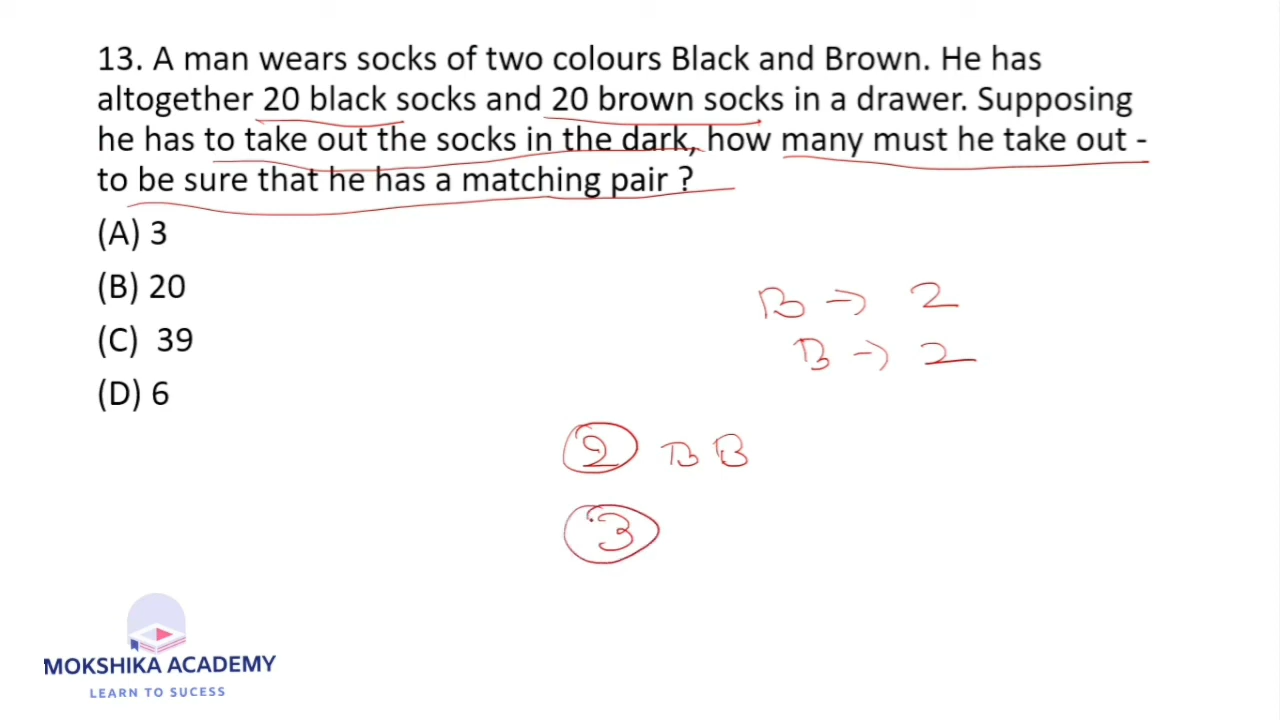 13. A man wears socks of two colours Black and Brown. He has
altogether 20 black socks and 20 brown socks in a drawer. Supposing
he has to take out the socks in the dark, how many must he take out -
to be sure that he has a matching pair ?
(A) 3
(B) 20
(C) 39
(D) 6
B → 2
B → 2
2 B B
3
MOKSHIKA ACADEMY
LEARN TO SUCESS